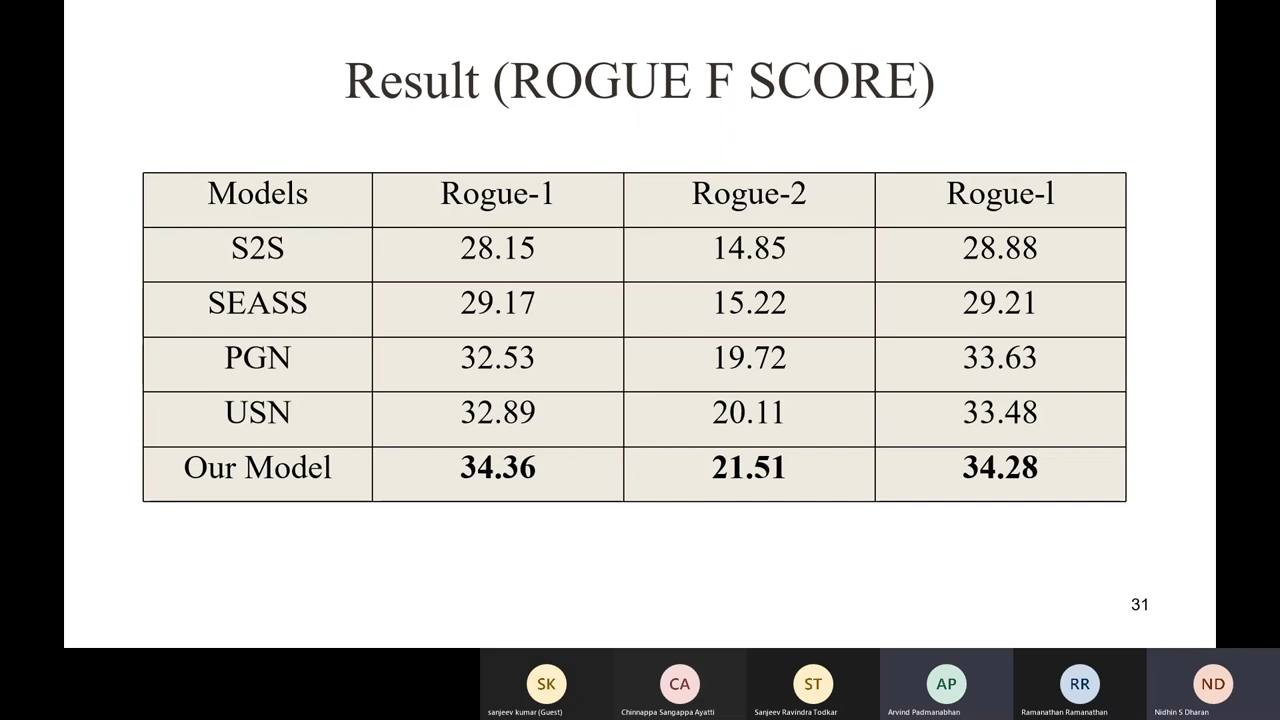 Result (ROGUE F SCORE)
Models Rogue-1 Rogue-2 Rogue-l
S2S 28.15 14.85 28.88
SEASS 29.17 15.22 29.21
PGN 32.53 19.72 33.63
USN 32.89 20.11 33.48
Our Model 34.36 21.51 34.28
31
SK CA ST AP RR ND
sanjeev kumar (Guest) Chinnappa Sangappa Ayatti Sanjeev Ravindra Todkar Arvind Padmanabhan Ramanathan Ramanathan Nidhin S Dharan